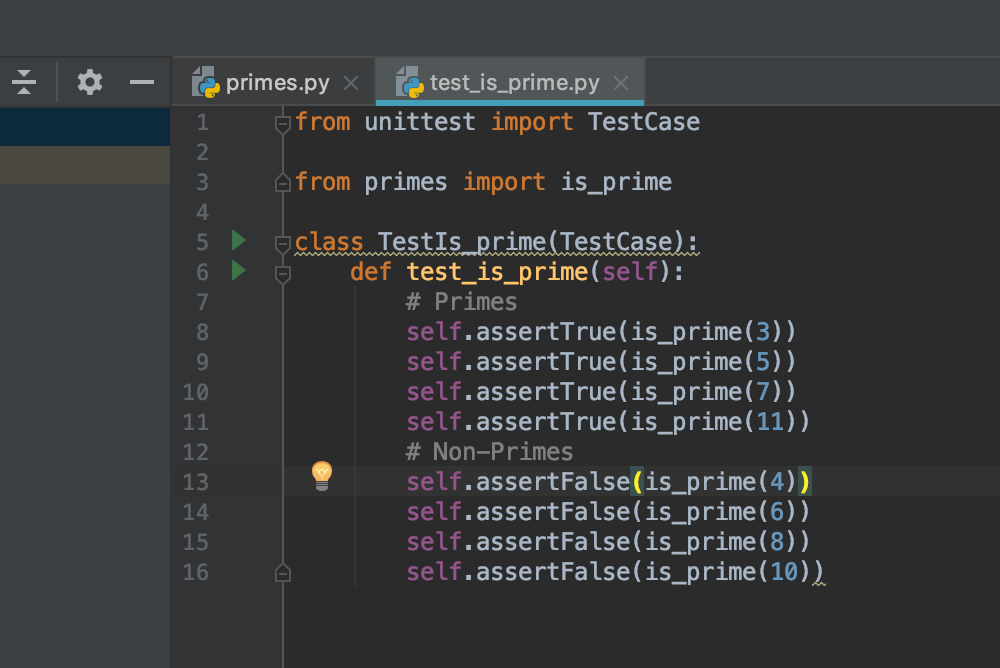 primes.py test_is_prime.py
1 from unittest import TestCase
2
3 from primes import is_prime
4
5 class TestIs_prime(TestCase):
6     def test_is_prime(self):
7         # Primes
8         self.assertTrue(is_prime(3))
9         self.assertTrue(is_prime(5))
10         self.assertTrue(is_prime(7))
11         self.assertTrue(is_prime(11))
12         # Non-Primes
13         self.assertFalse(is_prime(4))
14         self.assertFalse(is_prime(6))
15         self.assertFalse(is_prime(8))
16         self.assertFalse(is_prime(10))